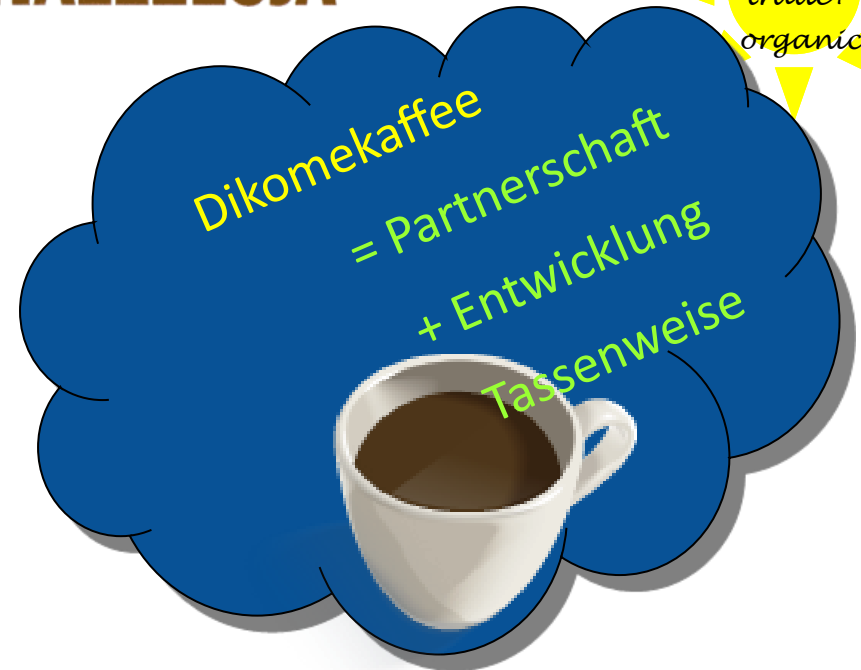 organic
Dikomekaffee
= Partnerschaft
+ Entwicklung
Tassenweise